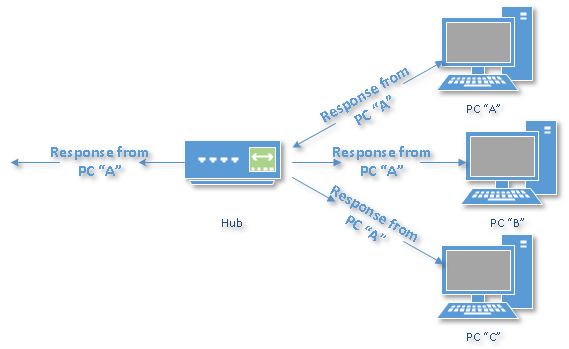 Response from
PC "A"
PC "A"
Response from
PC "A"
Response from
PC "A"
Hub
Response from
PC "A"
PC "B"
PC "C"